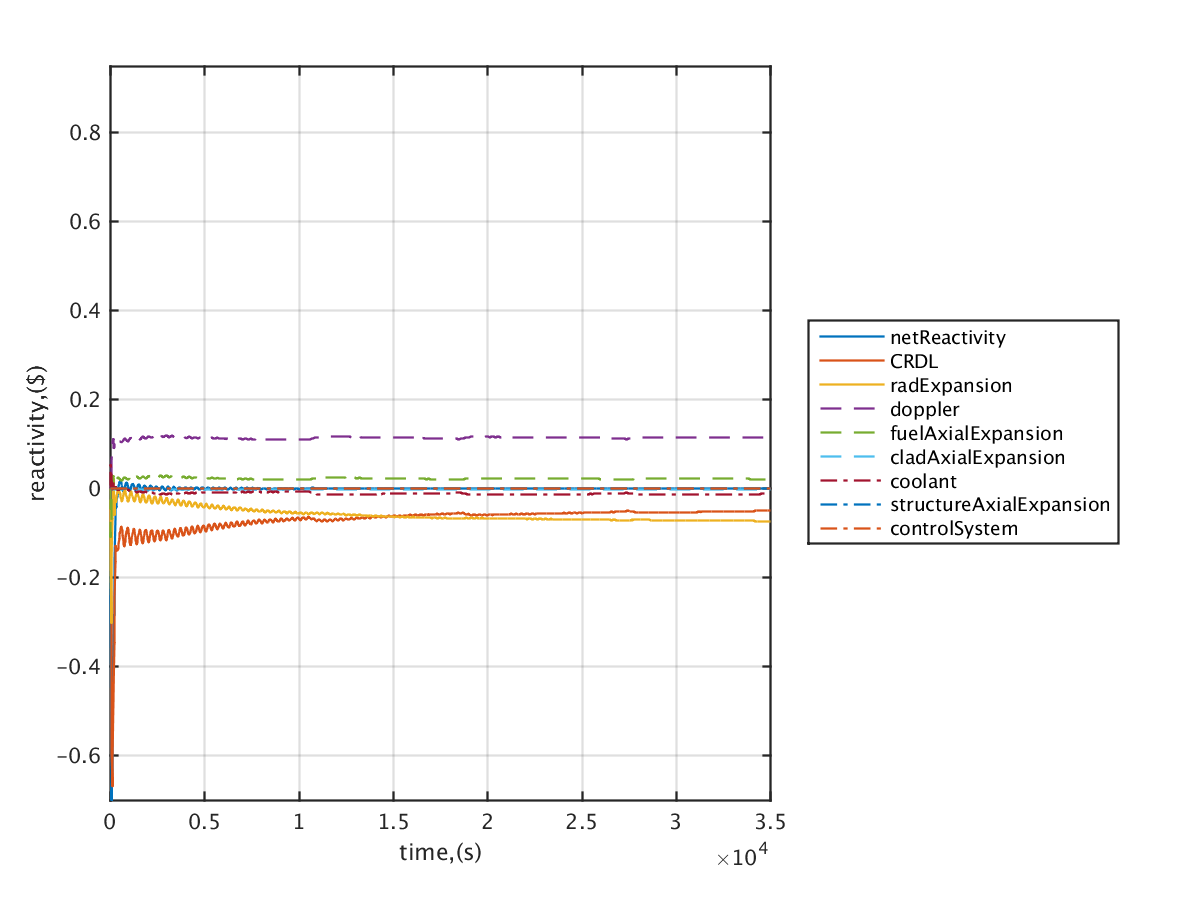 0.8
0.6
0.4
0.2
0
−0.2
−0.4
−0.6
reactivity,($)
0 0.5 1 1.5 2 2.5 3 3.5
time,(s)
×10^4
netReactivity
CRDL
radExpansion
doppler
fuelAxialExpansion
cladAxialExpansion
coolant
structureAxialExpansion
controlSystem